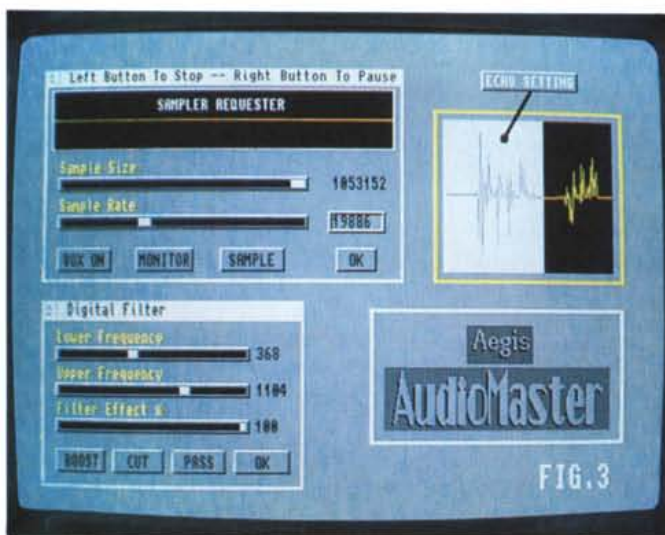 Left Button To Stop -- Right Button To Pause
SAMPLER REQUESTER
Sample Size
1053152
Sample Rate
19886
VOX ON MONITOR SAMPLE OK
ECHO SETTING
Digital Filter
Lower Frequency
368
Upper Frequency
1104
Filter Effect %
100
BOOST CUT PASS OK
Aegis
AudioMaster
FIG.3